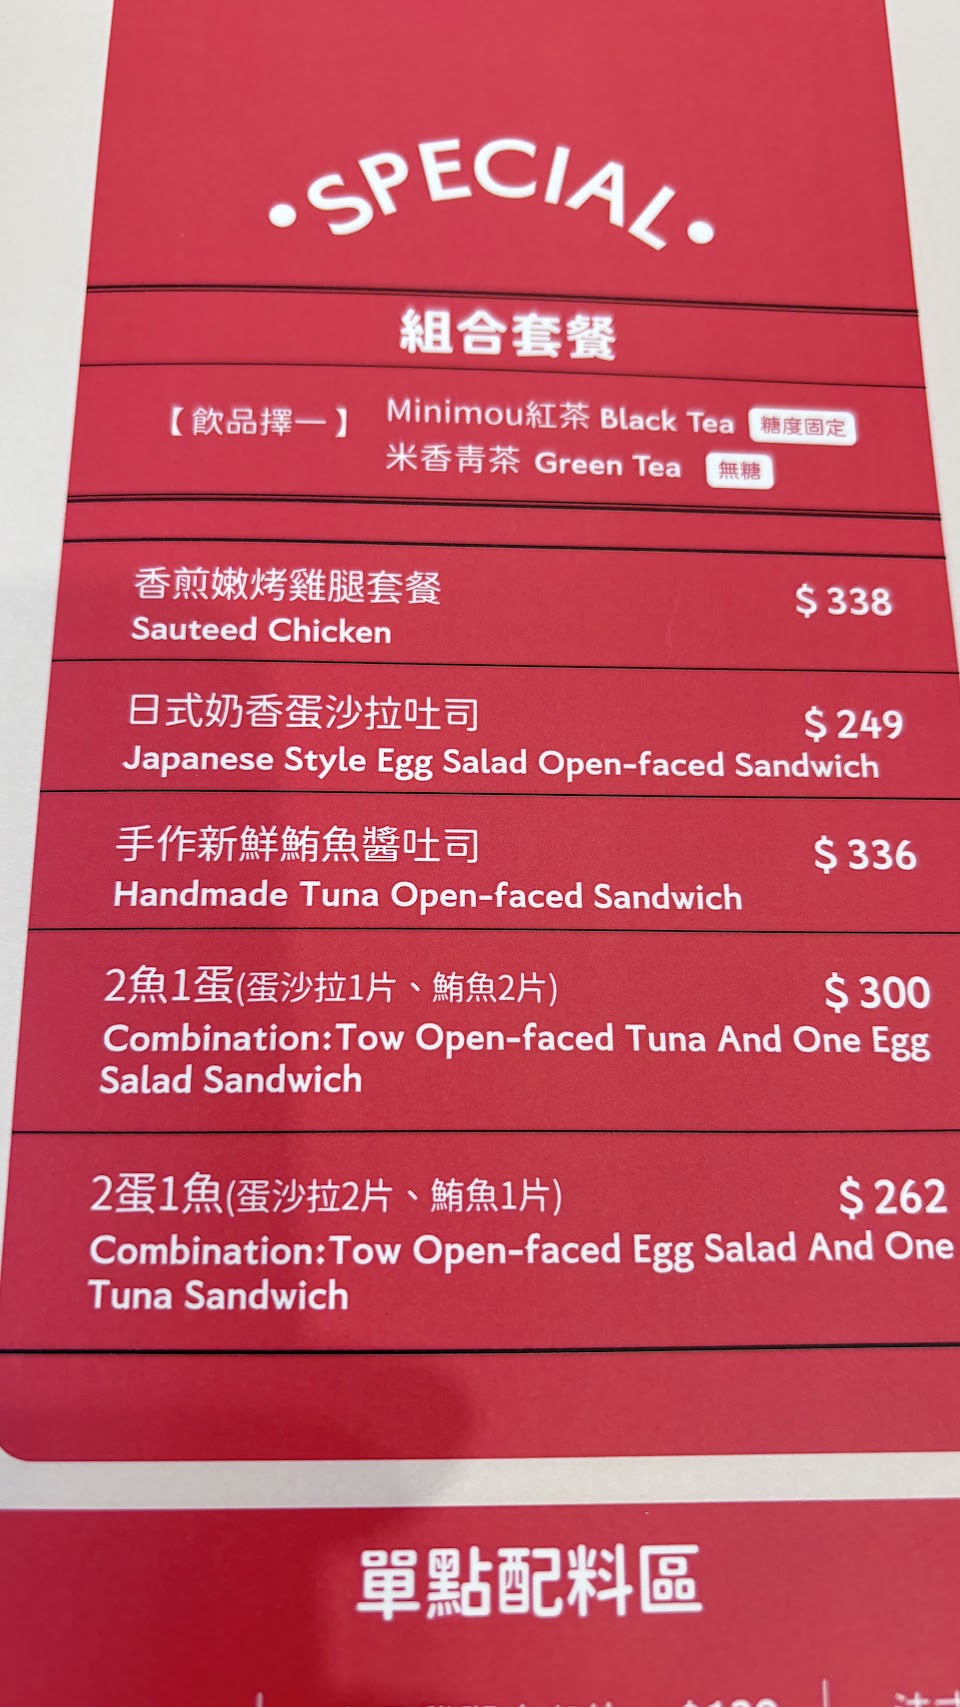 •SPECIAL•
組合套餐
【飲品擇一】 Minimou紅茶 Black Tea 糖度固定
米香青茶 Green Tea 無糖
香煎嫩烤雞腿套餐 $ 338
Sauteed Chicken
日式奶香蛋沙拉吐司 $ 249
Japanese Style Egg Salad Open-faced Sandwich
手作新鮮鮪魚醬吐司 $ 336
Handmade Tuna Open-faced Sandwich
2魚1蛋(蛋沙拉1片、鮪魚2片) $ 300
Combination:Tow Open-faced Tuna And One Egg
Salad Sandwich
2蛋1魚(蛋沙拉2片、鮪魚1片) $ 262
Combination:Tow Open-faced Egg Salad And One
Tuna Sandwich
單點配料區